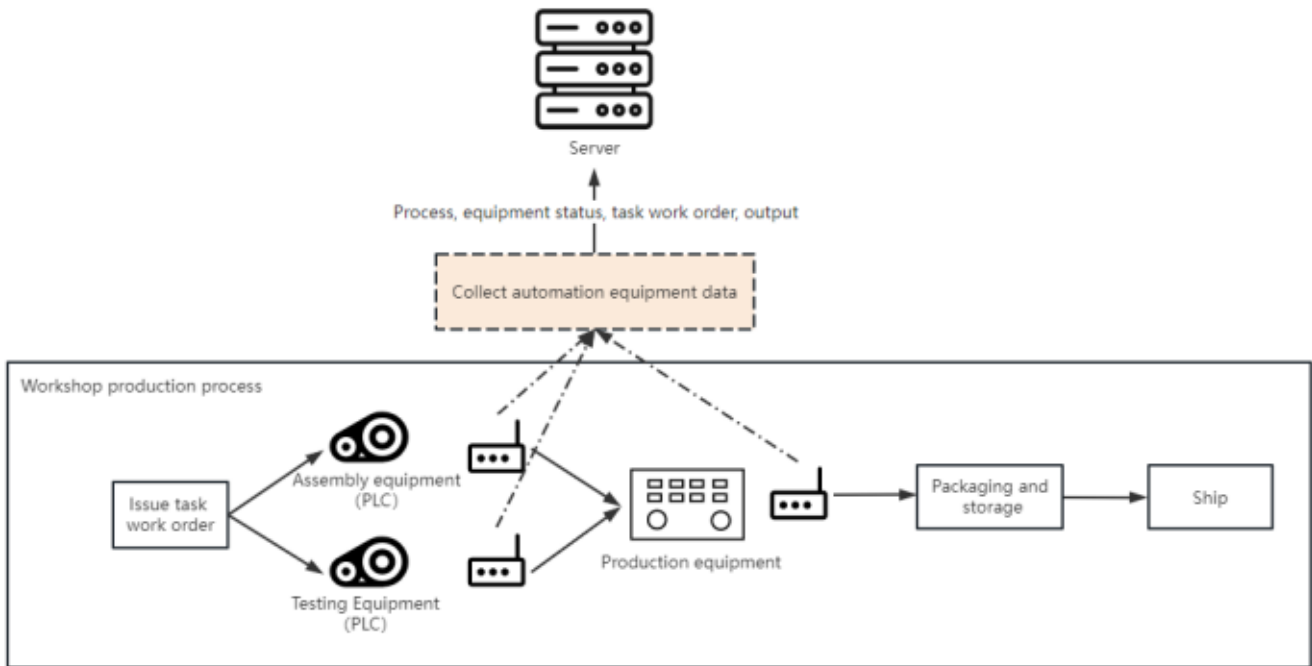 Server
Process, equipment status, task work order, output
Collect automation equipment data
Workshop production process
Issue task
work order
Assembly equipment
(PLC)
Testing Equipment
(PLC)
Production equipment
Packaging and
storage
Ship